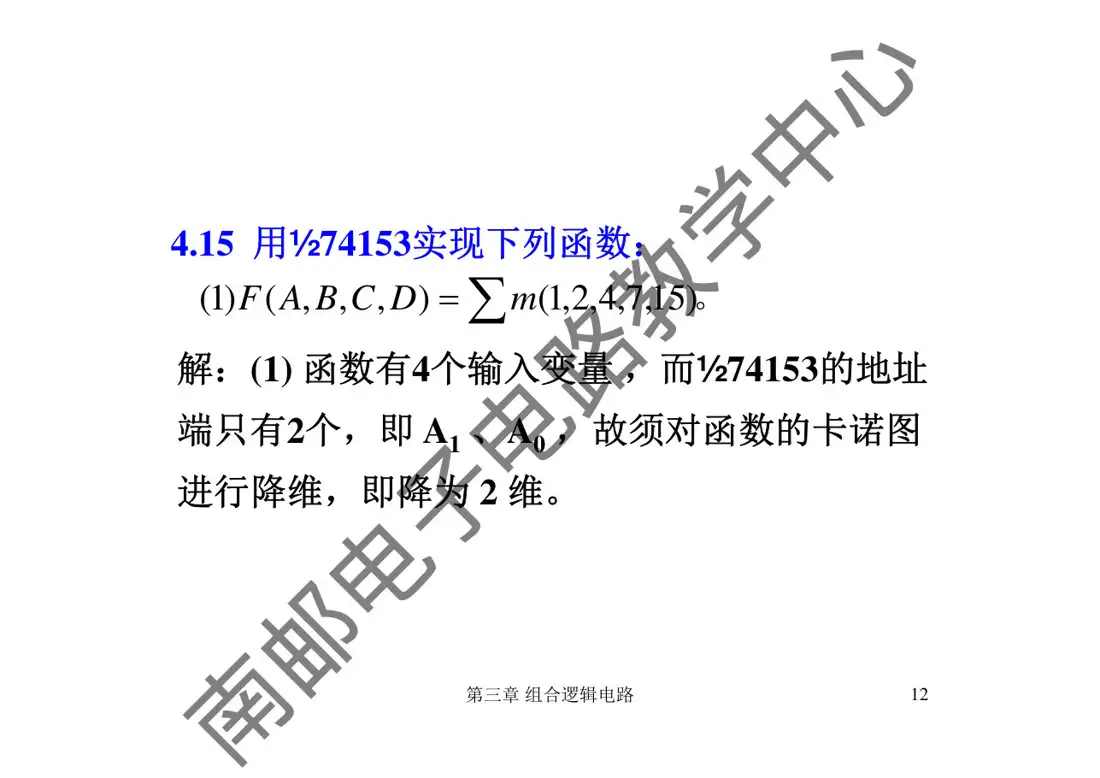 4.15 用½74153实现下列函数：
(1)F(A,B,C,D)=∑m(1,2,4,7,15)。
解：(1) 函数有4个输入变量，而½74153的地址
端只有2个，即 A₁ 、A₀ ，故须对函数的卡诺图
进行降维，即降为 2 维。
南邮电子电路教学中心
第三章 组合逻辑电路
12